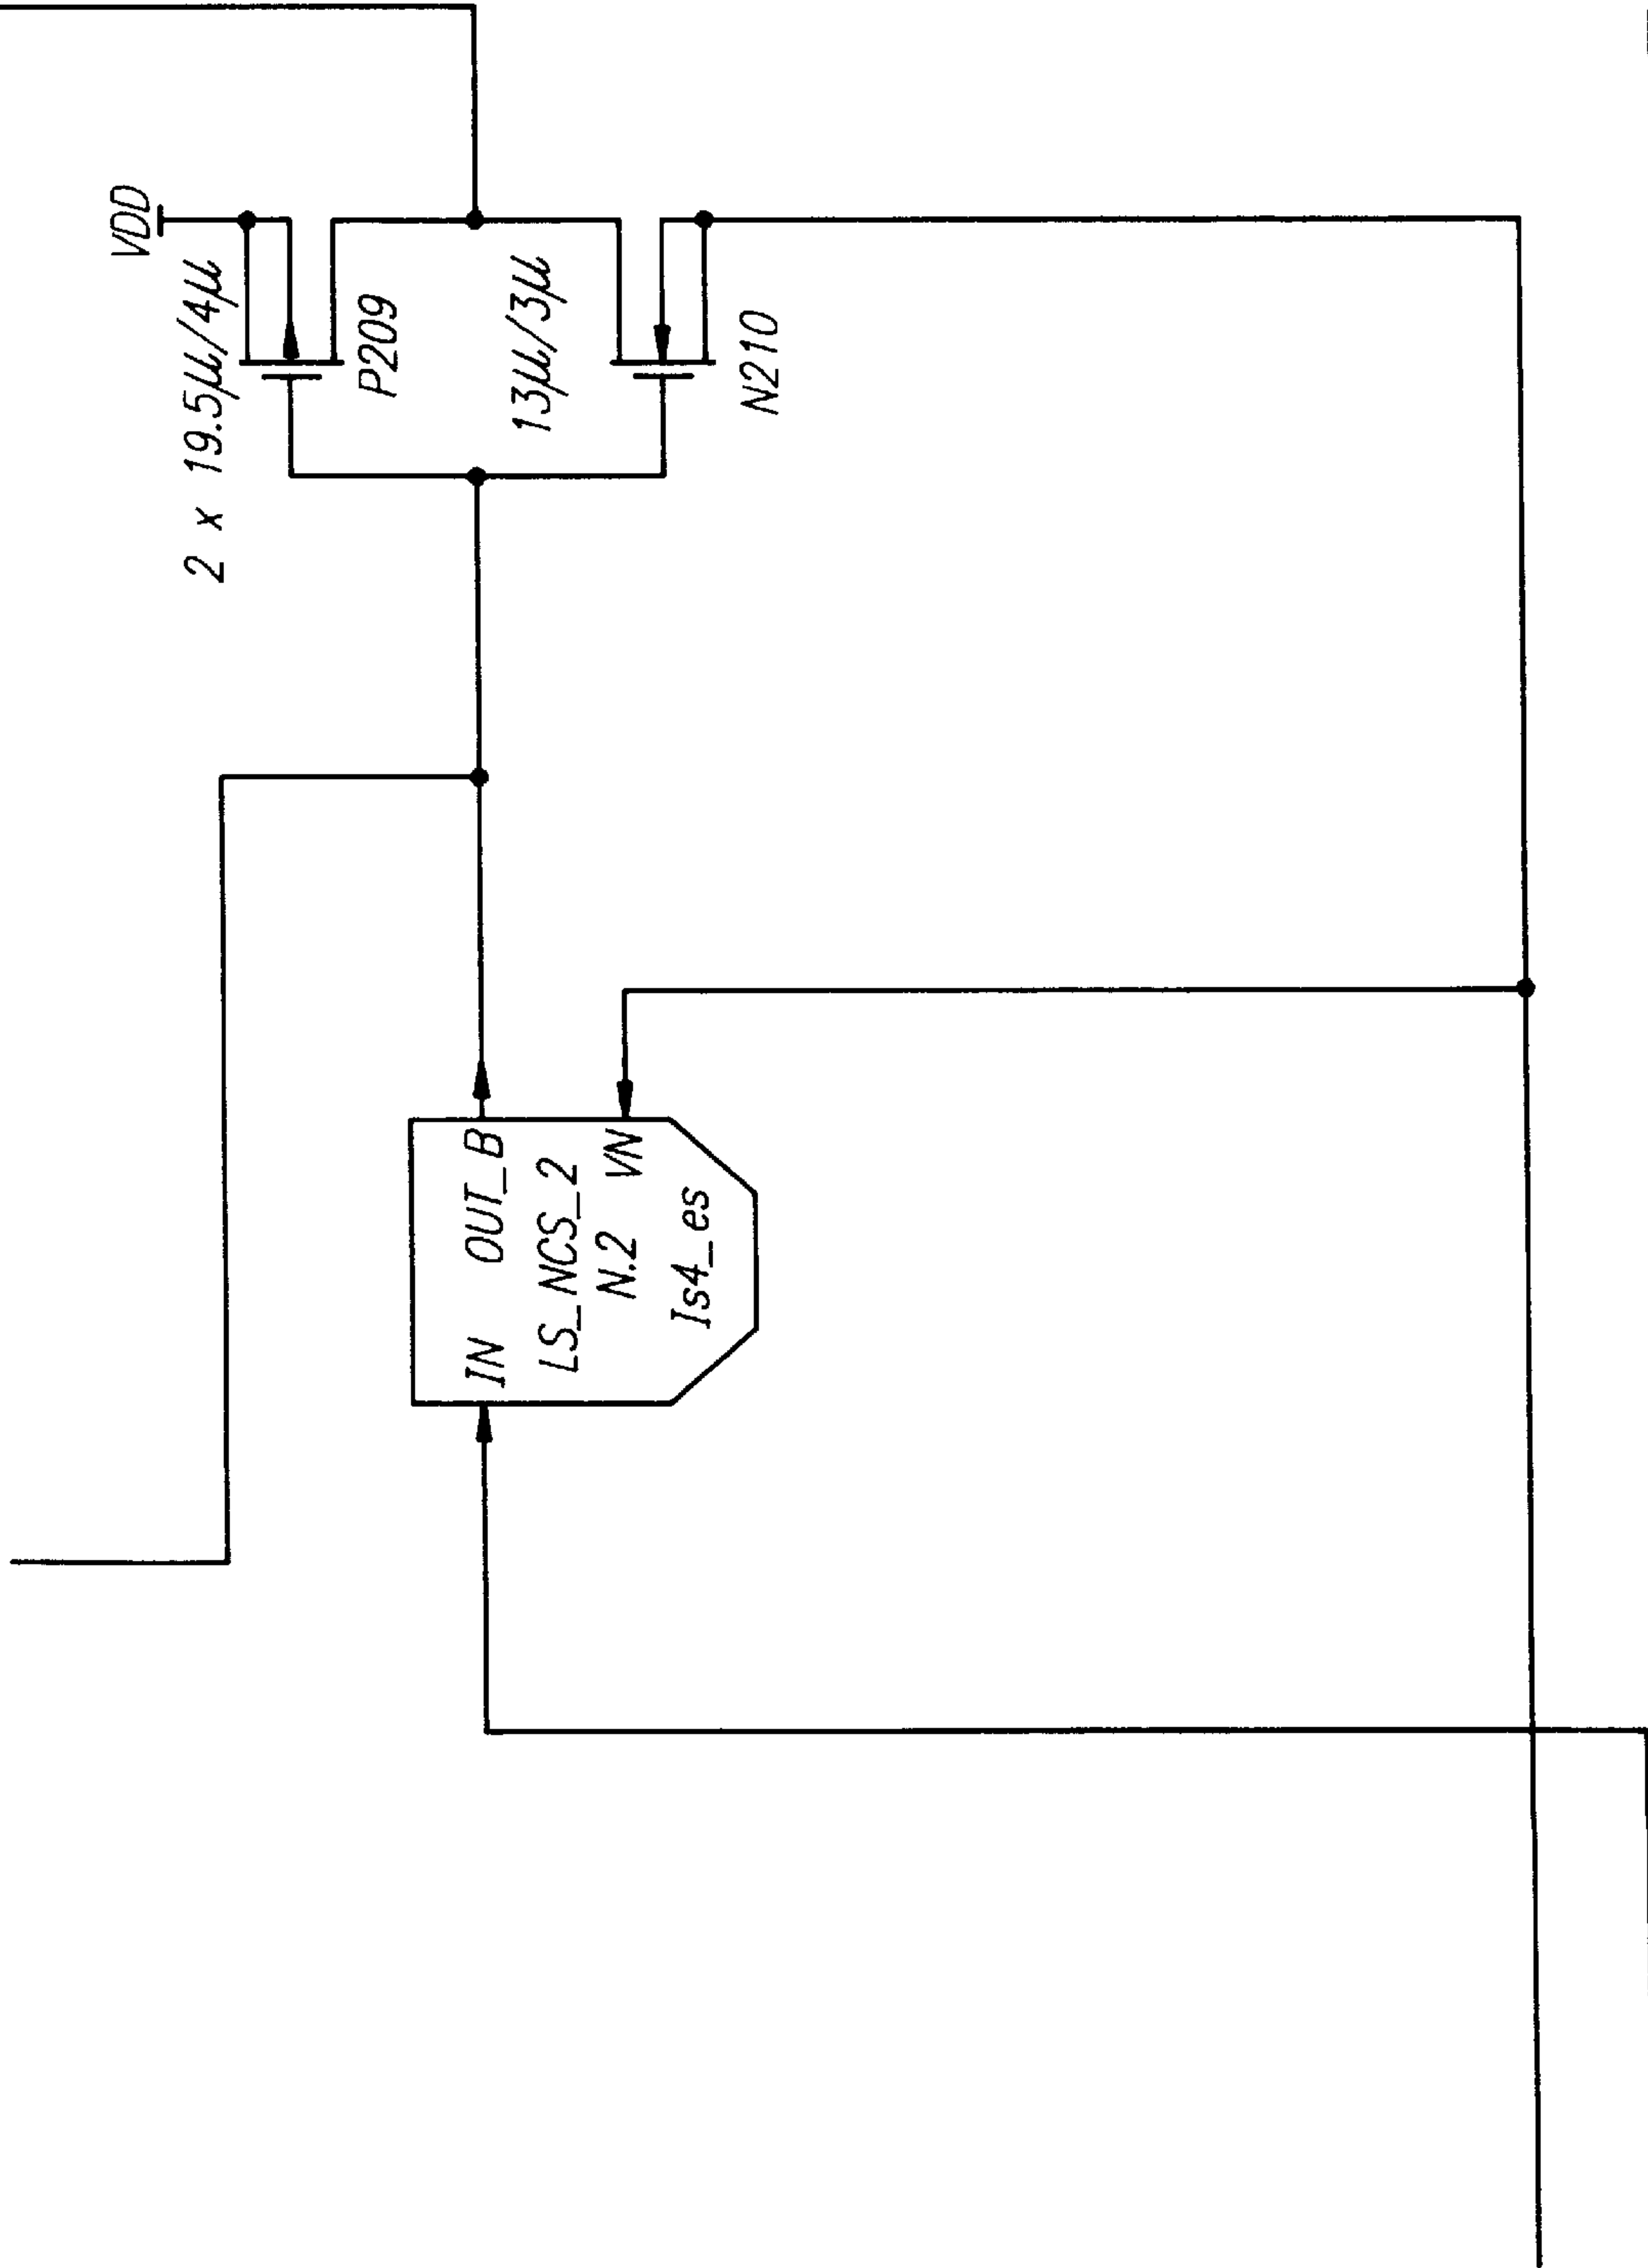 VDD
2 x 19.5μ/4μ
P209
13μ/3μ
N210
IN OUT_B
LS_NCS_2
N.2 VN
Is4_es